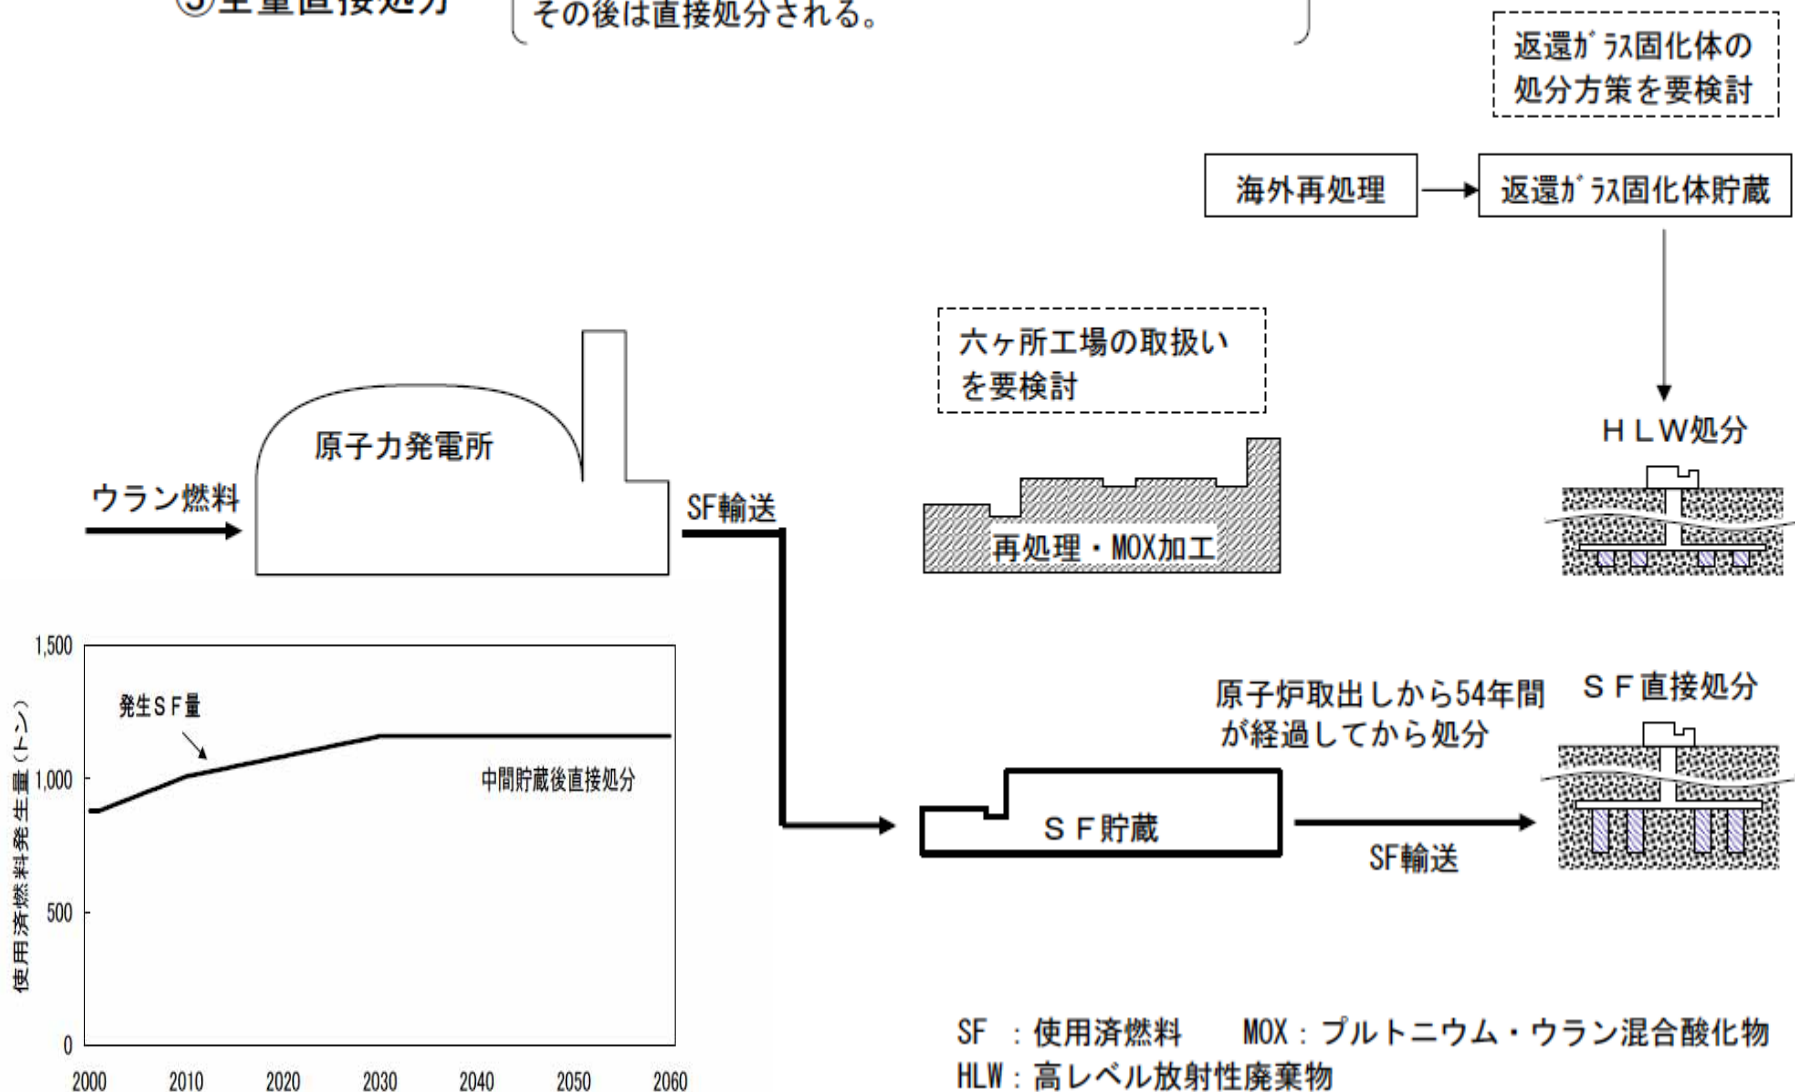 全量直接処分
その後は直接処分される。
返還ｶﾞﾗｽ固化体の
処分方策を要検討
海外再処理
返還ｶﾞﾗｽ固化体貯蔵
六ヶ所工場の取扱い
を要検討
ＨＬＷ処分
原子力発電所
ウラン燃料
SF輸送
再処理・MOX加工
原子炉取出しから54年間
が経過してから処分
ＳＦ直接処分
ＳＦ貯蔵
SF輸送
使用済燃料発生量(トン)
1,500
1,000
500
0
発生ＳＦ量
中間貯蔵後直接処分
2000 2010 2020 2030 2040 2050 2060
SF ：使用済燃料 MOX：プルトニウム・ウラン混合酸化物
HLW：高レベル放射性廃棄物